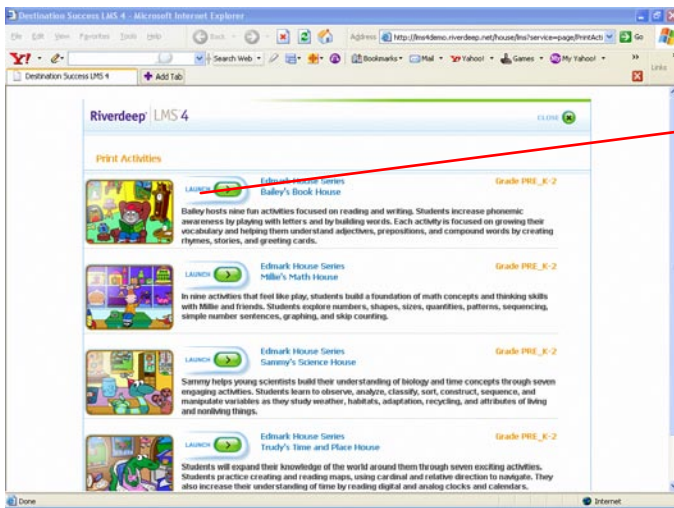 Destination Success LMS 4 - Microsoft Internet Explorer
File Edit View Favorites Tools Help Back Address http://lms4demo.riverdeep.net/house/lms?service=page/PrintActi Go
Y! Search Web Bookmarks Mail Yahoo! Games My Yahoo! Links
Destination Success LMS 4 Add Tab
Riverdeep LMS 4 CLOSE
Print Activities
LAUNCH
Edmark House Series Grade PRE_K-2
Bailey's Book House
Bailey hosts nine fun activities focused on reading and writing. Students increase phonemic
awareness by playing with letters and by building words. Each activity is focused on growing their
vocabulary and helping them understand adjectives, prepositions, and compound words by creating
rhymes, stories, and greeting cards.
LAUNCH
Edmark House Series Grade PRE_K-2
Millie's Math House
In nine activities that feel like play, students build a foundation of math concepts and thinking skills
with Millie and friends. Students explore numbers, shapes, sizes, quantities, patterns, sequencing,
simple number sentences, graphing, and skip counting.
LAUNCH
Edmark House Series Grade PRE_K-2
Sammy's Science House
Sammy helps young scientists build their understanding of biology and time concepts through seven
engaging activities. Students learn to observe, analyze, classify, sort, construct, sequence, and
manipulate variables as they study weather, habitats, adaptation, recycling, and attributes of living
and nonliving things.
LAUNCH
Edmark House Series Grade PRE_K-2
Trudy's Time and Place House
Students will expand their knowledge of the world around them through seven exciting activities.
Students practice creating and reading maps, using cardinal and relative direction to navigate. They
also increase their understanding of time by reading digital and analog clocks and calendars.
Done Internet